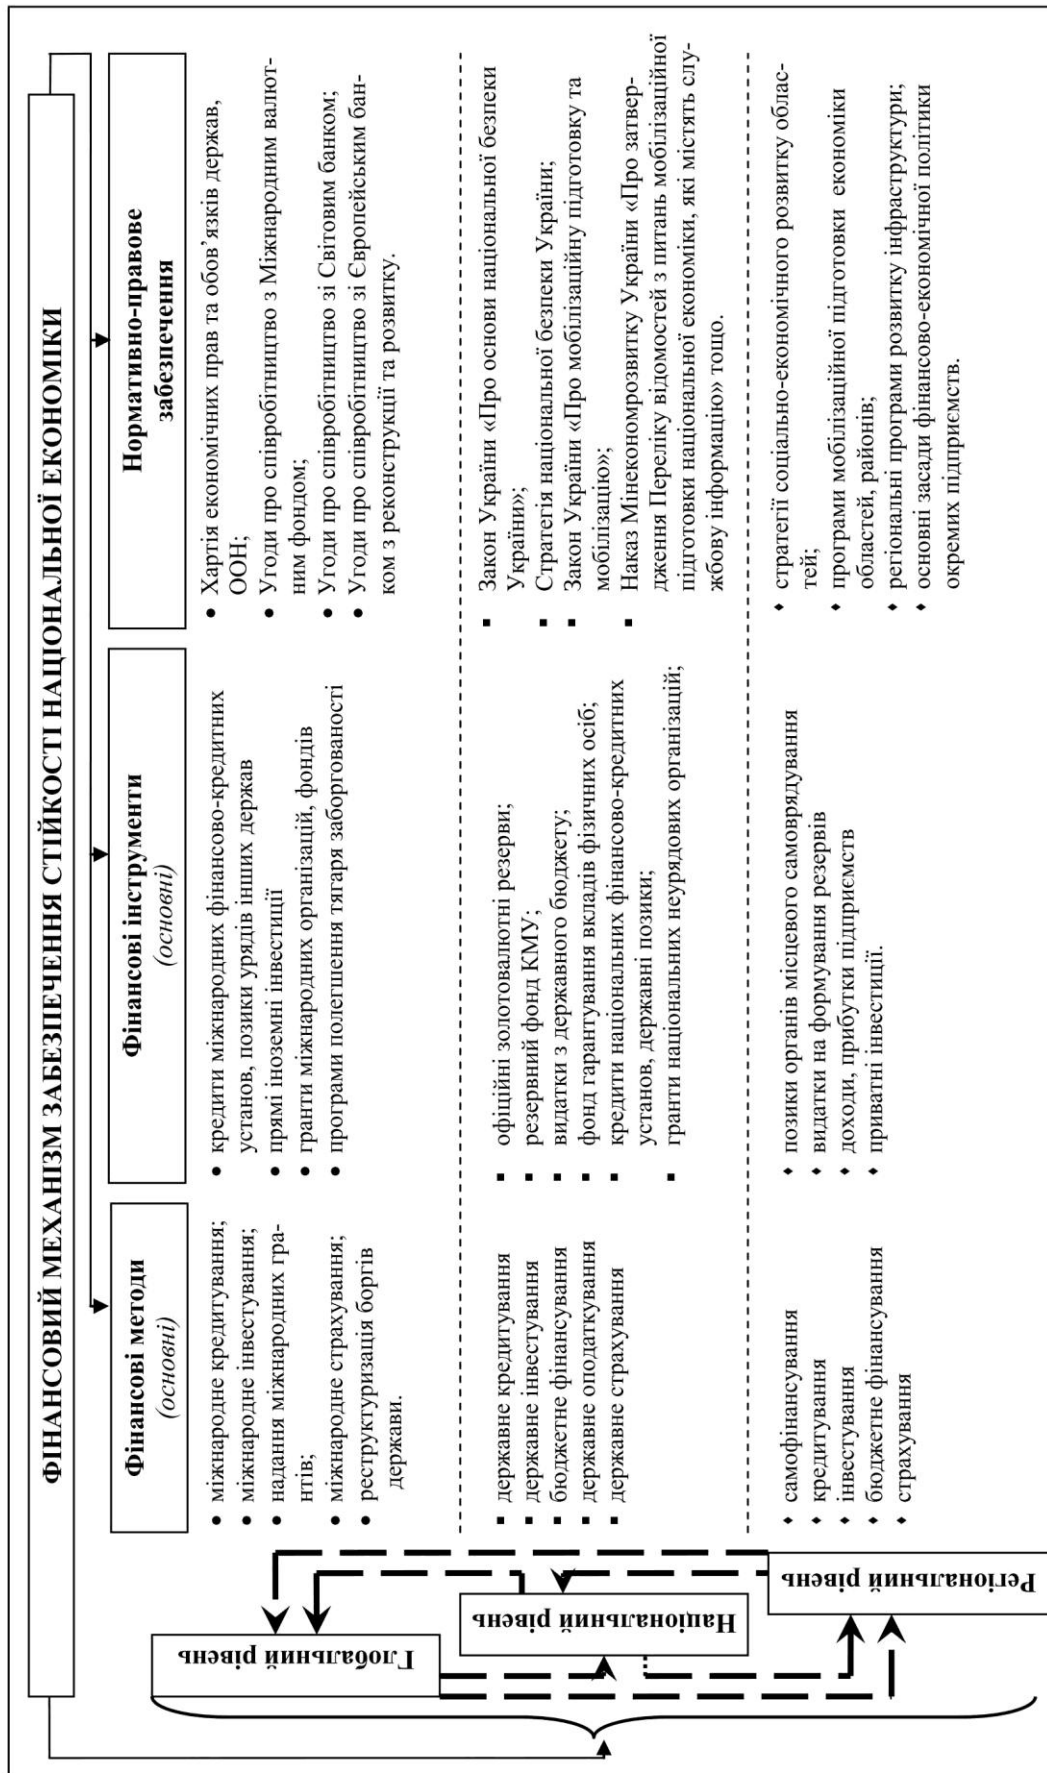 ФІНАНСОВИЙ МЕХАНІЗМ ЗАБЕЗПЕЧЕННЯ СТІЙКОСТІ НАЦІОНАЛЬНОЇ ЕКОНОМІКИ
Фінансові методи
(основні)
Фінансові інструменти
(основні)
Нормативно-правове
забезпечення
Глобальний рівень
• міжнародне кредитування;
• міжнародне інвестування;
• надання міжнародних гра-
нтів;
• міжнародне страхування;
• реструктуризація боргів
держави.
• кредити міжнародних фінансово-кредитних
установ, позики урядів інших держав
• прямі іноземні інвестиції
• гранти міжнародних організацій, фондів
• програми полегшення тягаря заборгованості
• Хартія економічних прав та обов’язків держав,
ООН;
• Угоди про співробітництво з Міжнародним валют-
ним фондом;
• Угоди про співробітництво зі Світовим банком;
• Угоди про співробітництво зі Європейським бан-
ком з реконструкції та розвитку.
Національний рівень
▪ державне кредитування
▪ державне інвестування
▪ бюджетне фінансування
▪ державне оподаткування
▪ державне страхування
▪ офіційні золотовалютні резерви;
▪ резервний фонд КМУ;
▪ видатки з державного бюджету;
▪ фонд гарантування вкладів фізичних осіб;
▪ кредити національних фінансово-кредитних
установ, державні позики;
▪ гранти національних неурядових організацій;
▪ Закон України «Про основи національної безпеки
України»;
▪ Стратегія національної безпеки України;
▪ Закон України «Про мобілізаційну підготовку та
мобілізацію»;
▪ Наказ Мінекономрозвитку України «Про затвер-
дження Переліку відомостей з питань мобілізаційної
підготовки національної економіки, які містять слу-
жбову інформацію» тощо.
Регіональний рівень
♦ самофінансування
♦ кредитування
♦ інвестування
♦ бюджетне фінансування
♦ страхування
♦ позики органів місцевого самоврядування
♦ видатки на формування резервів
♦ доходи, прибутки підприємств
♦ приватні інвестиції.
♦ стратегії соціально-економічного розвитку облас-
тей;
♦ програми мобілізаційної підготовки економіки
областей, районів;
♦ регіональні програми розвитку інфраструктури;
♦ основні засади фінансово-економічної політики
окремих підприємств.